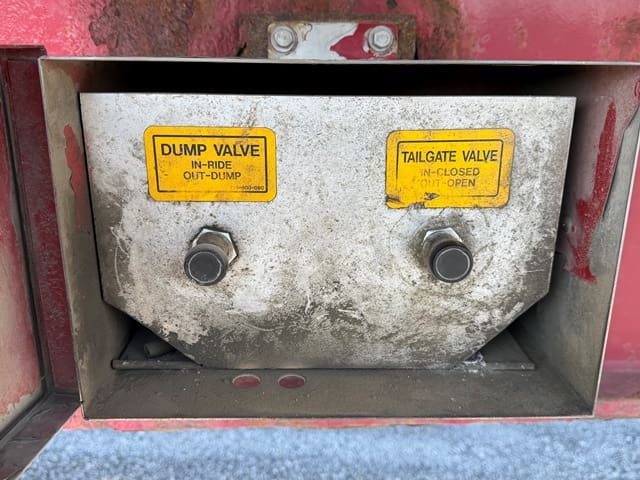 DUMP VALVE
IN-RIDE
OUT-DUMP
TAILGATE VALVE
IN-CLOSED
OUT-OPEN